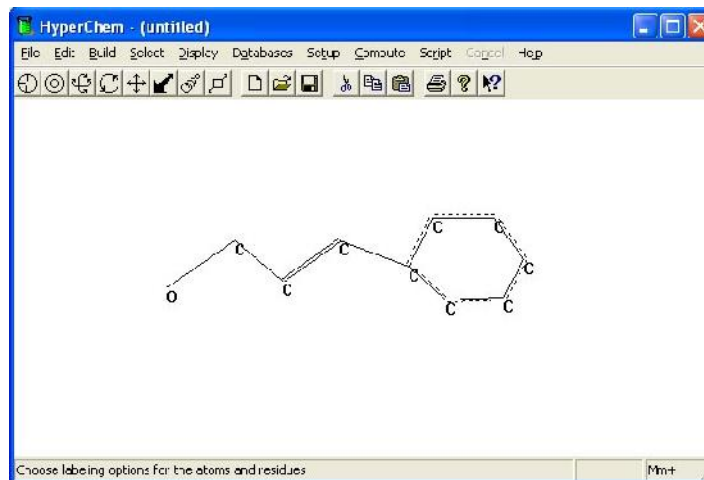 HyperChem - (untitled)
File Edit Build Select Display Databases Setup Compute Script Cancel Help
C C
C C
C C C
O C C
Choose labeling options for the atoms and residues Mm+